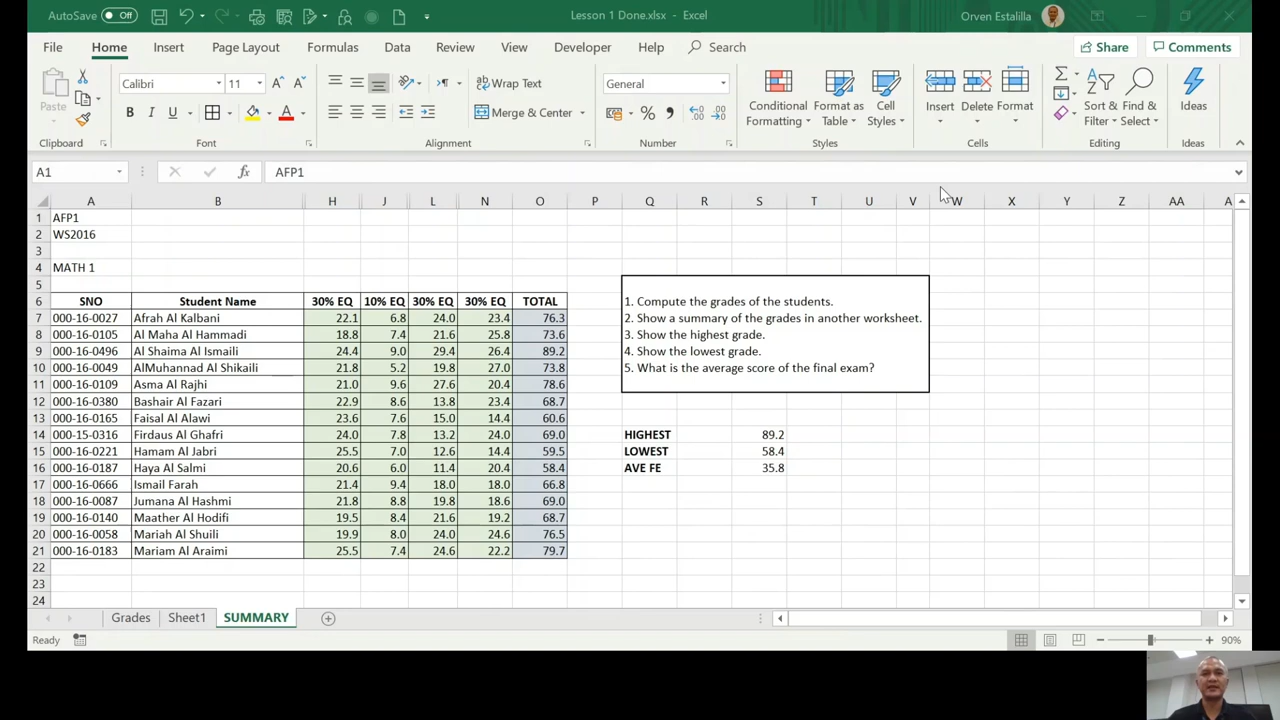 AutoSave Off Lesson 1 Done.xlsx - Excel Orven Estalilla
File Home Insert Page Layout Formulas Data Review View Developer Help Search Share Comments
Paste
Clipboard
Calibri 11
B I U A
Font
Wrap Text
Merge & Center
Alignment
General
Number
Conditional Formatting
Format as Table
Cell Styles
Styles
Insert Delete Format
Cells
Sort & Filter
Find & Select
Editing
Ideas
Ideas
A1 fx AFP1
A B H J L N O P Q R S T U V W X Y Z AA A
1 AFP1
2 WS2016
3
4 MATH 1
5
6 SNO Student Name 30% EQ 10% EQ 30% EQ 30% EQ TOTAL
7 000-16-0027 Afrah Al Kalbani 22.1 6.8 24.0 23.4 76.3
8 000-16-0105 Al Maha Al Hammadi 18.8 7.4 21.6 25.8 73.6
9 000-16-0496 Al Shaima Al Ismaili 24.4 9.0 29.4 26.4 89.2
10 000-16-0049 AlMuhannad Al Shikaili 21.8 5.2 19.8 27.0 73.8
11 000-16-0109 Asma Al Rajhi 21.0 9.6 27.6 20.4 78.6
12 000-16-0380 Bashair Al Fazari 22.9 8.6 13.8 23.4 68.7
13 000-16-0165 Faisal Al Alawi 23.6 7.6 15.0 14.4 60.6
14 000-15-0316 Firdaus Al Ghafri 24.0 7.8 13.2 24.0 69.0
15 000-16-0221 Hamam Al Jabri 25.5 7.0 12.6 14.4 59.5
16 000-16-0187 Haya Al Salmi 20.6 6.0 11.4 20.4 58.4
17 000-16-0666 Ismail Farah 21.4 9.4 18.0 18.0 66.8
18 000-16-0087 Jumana Al Hashmi 21.8 8.8 19.8 18.6 69.0
19 000-16-0140 Maather Al Hodifi 19.5 8.4 21.6 19.2 68.7
20 000-16-0058 Mariah Al Shuili 19.9 8.0 24.0 24.6 76.5
21 000-16-0183 Mariam Al Araimi 25.5 7.4 24.6 22.2 79.7
22
23
24
1. Compute the grades of the students.
2. Show a summary of the grades in another worksheet.
3. Show the highest grade.
4. Show the lowest grade.
5. What is the average score of the final exam?
HIGHEST 89.2
LOWEST 58.4
AVE FE 35.8
Grades Sheet1 SUMMARY
Ready 90%